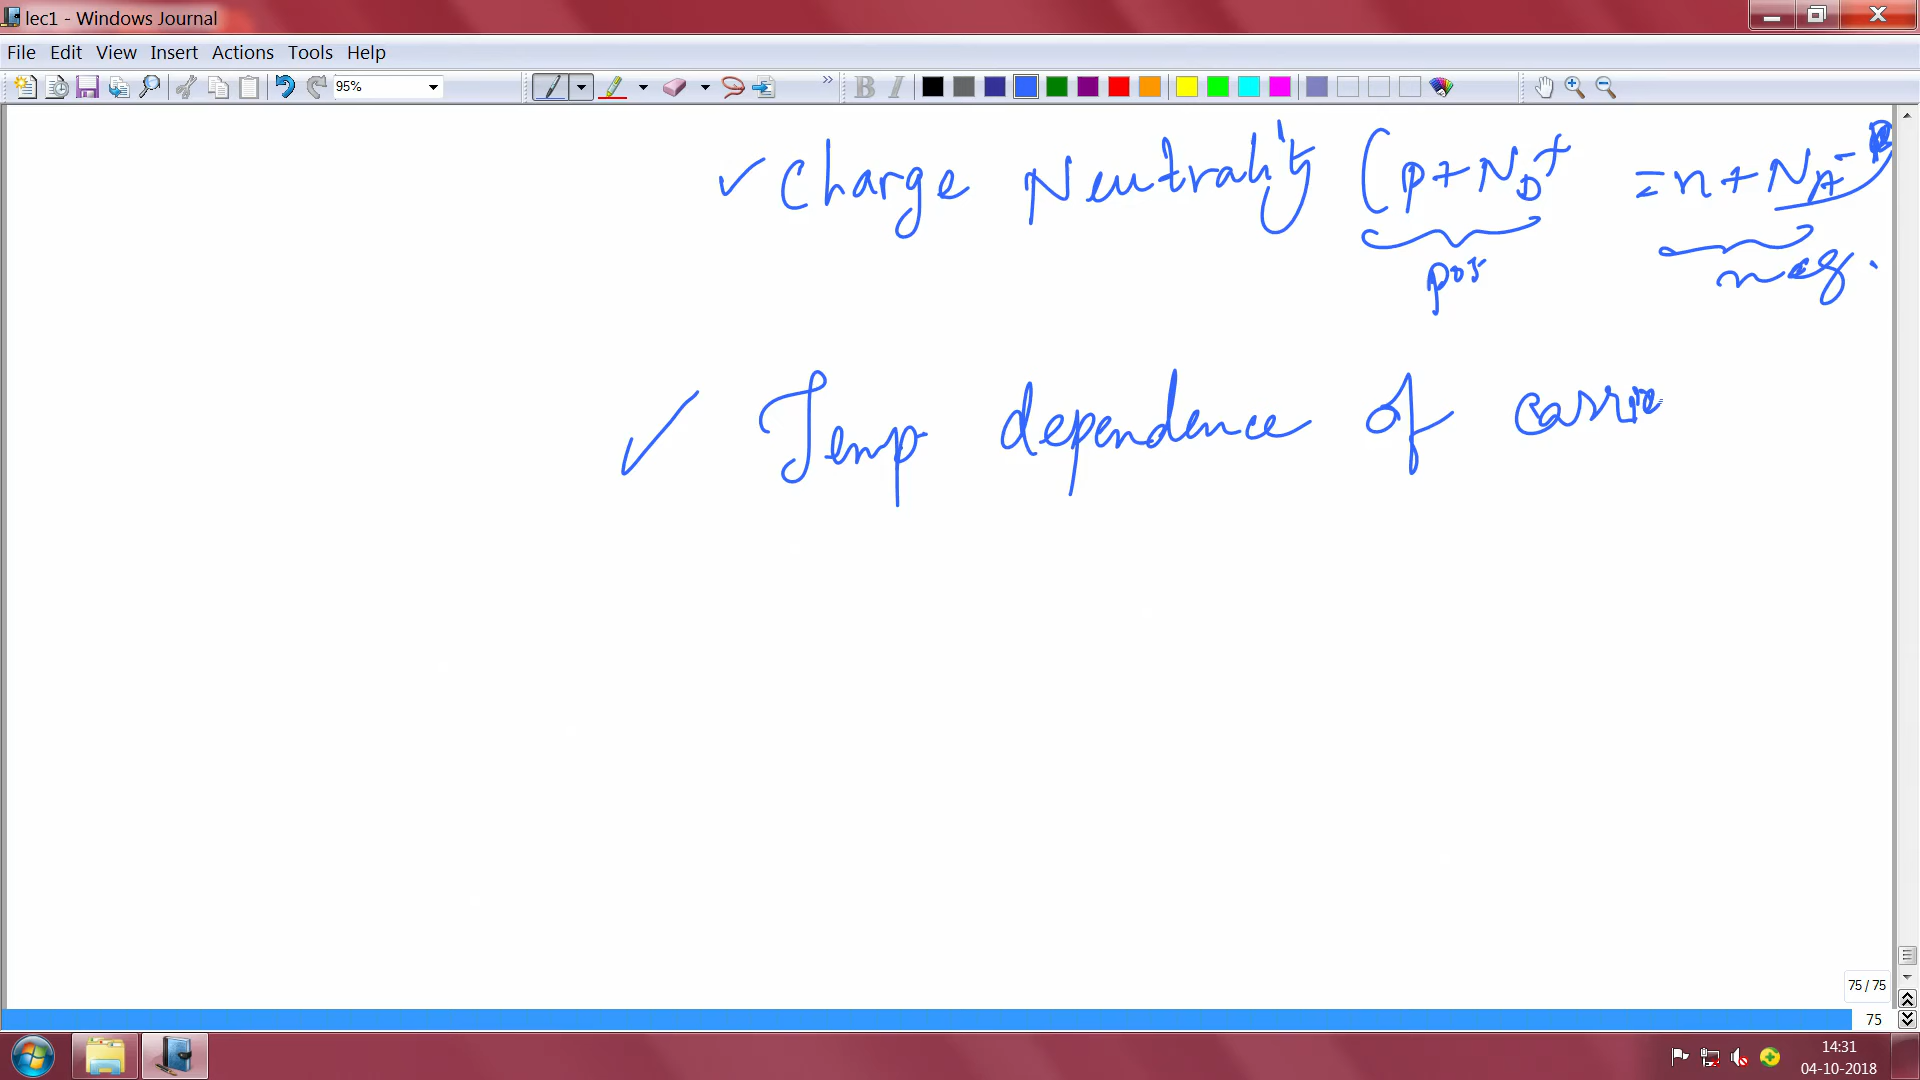 lec1 - Windows Journal
File Edit View Insert Actions Tools Help
95%
B I
✓ Charge Neutrality (p+N_D^+ = n+N_A^-
pos neg.
✓ Temp dependence of carrie
75 / 75
75
14:31
04-10-2018